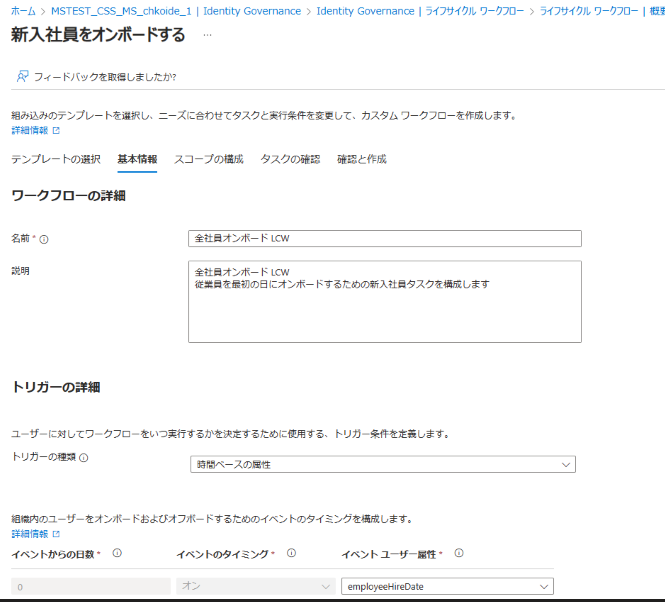 ホーム > MSTEST_CSS_MS_chkoide_1 | Identity Governance > Identity Governance | ライフサイクル ワークフロー > ライフサイクル ワークフロー | 概要
新入社員をオンボードする ...
フィードバックを取得しましたか?
組み込みのテンプレートを選択し、ニーズに合わせてタスクと実行条件を変更して、カスタム ワークフローを作成します。
詳細情報
テンプレートの選択 基本情報 スコープの構成 タスクの確認 確認と作成
ワークフローの詳細
名前 * 全社員オンボード LCW
説明 全社員オンボード LCW
従業員を最初の日にオンボードするための新入社員タスクを構成します
トリガーの詳細
ユーザーに対してワークフローをいつ実行するかを決定するために使用する、トリガー条件を定義します。
トリガーの種類 時間ベースの属性
組織内のユーザーをオンボードおよびオフボードするためのイベントのタイミングを構成します。
詳細情報
イベントからの日数 * イベントのタイミング * イベント ユーザー属性 *
0 オン employeeHireDate